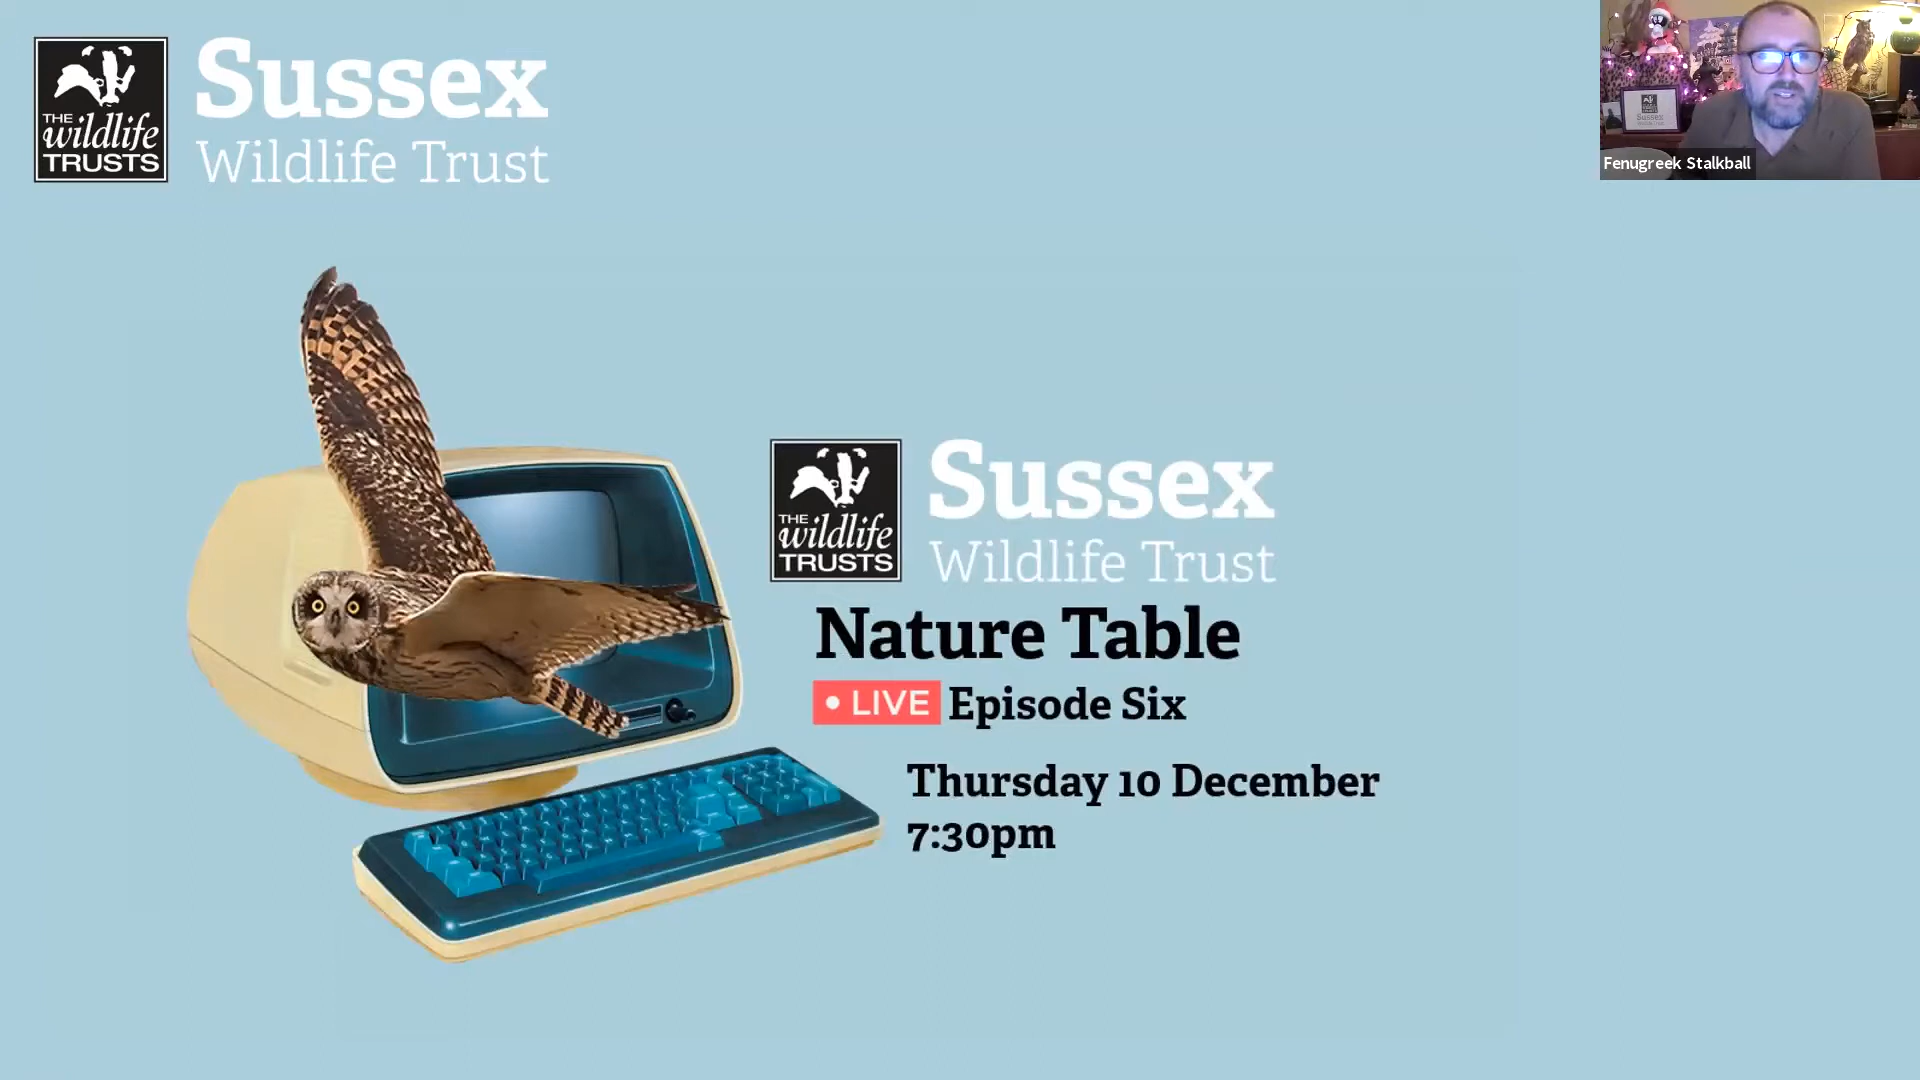 Sussex
Wildlife Trust
THE
wildlife
TRUSTS
Fenugreek Stalkball
Sussex
Sussex
Wildlife Trust
THE
wildlife
TRUSTS
Nature Table
• LIVE Episode Six
Thursday 10 December
7:30pm